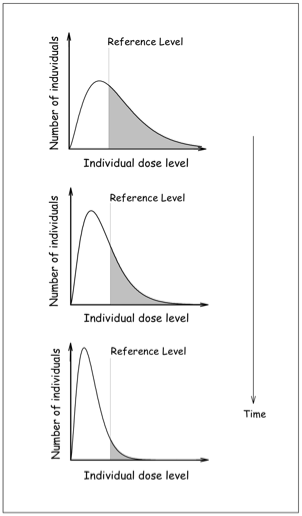 Reference Level
Number of induviduals
Individual dose level
Reference Level
Number of individuals
Individual dose level
Reference Level
Number of individuals
Individual dose level
Time